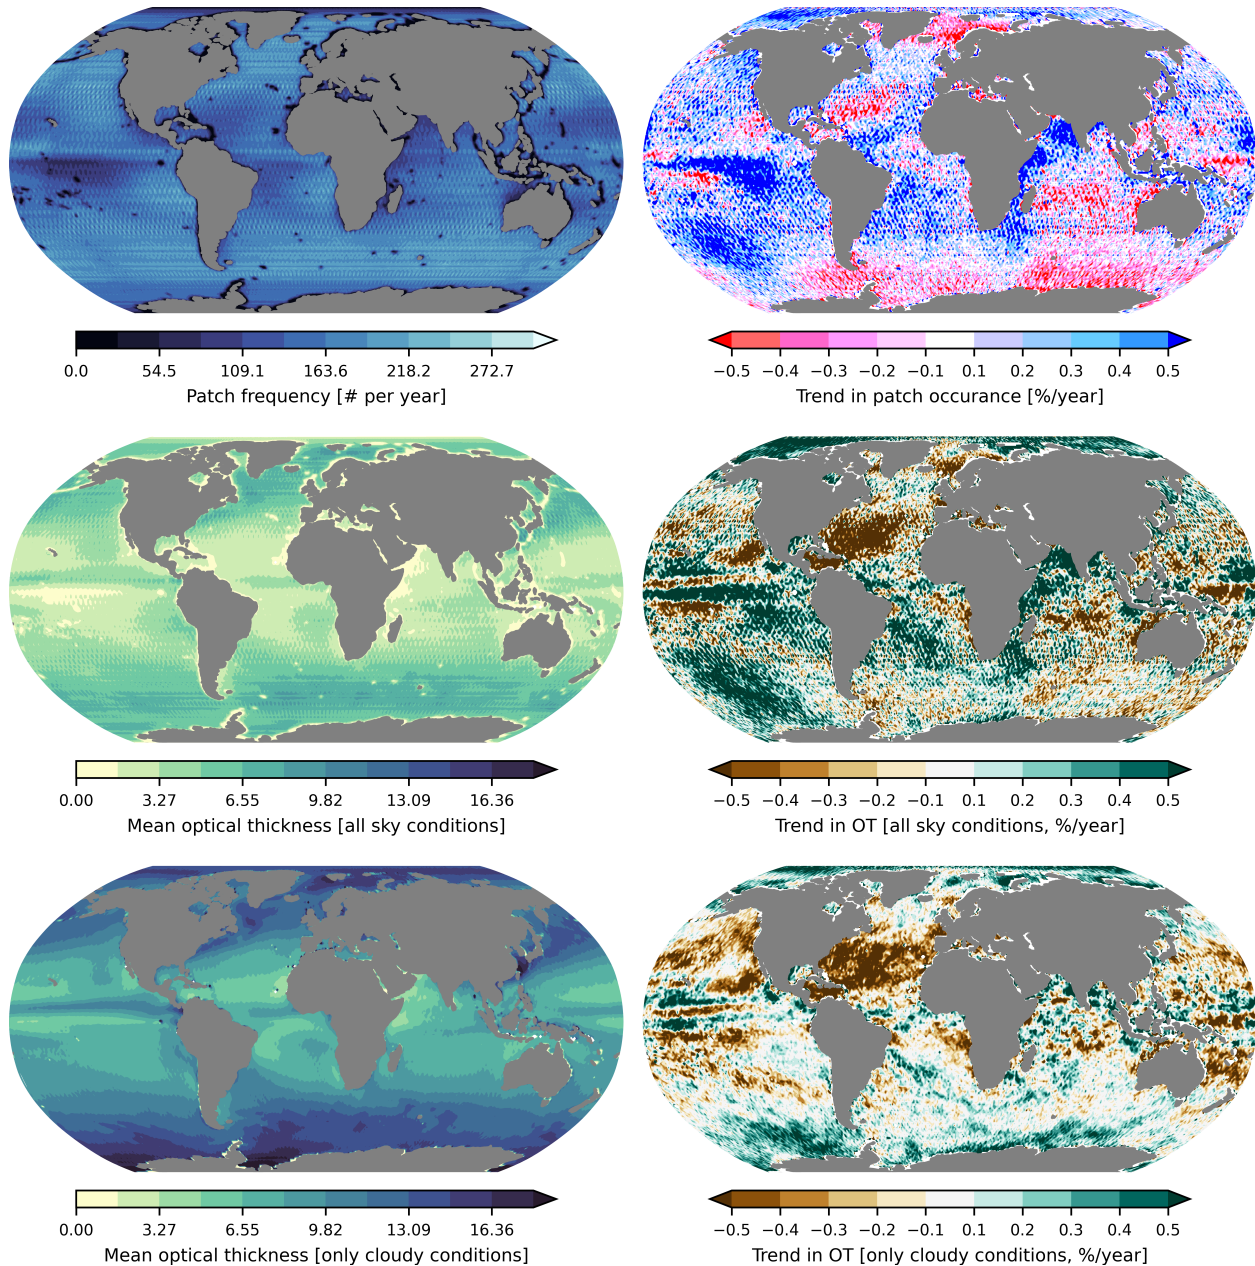 0.0 54.5 109.1 163.6 218.2 272.7
Patch frequency [# per year]
−0.5 −0.4 −0.3 −0.2 −0.1 0.1 0.2 0.3 0.4 0.5
Trend in patch occurance [%/year]
0.00 3.27 6.55 9.82 13.09 16.36
Mean optical thickness [all sky conditions]
−0.5 −0.4 −0.3 −0.2 −0.1 0.1 0.2 0.3 0.4 0.5
Trend in OT [all sky conditions, %/year]
0.00 3.27 6.55 9.82 13.09 16.36
Mean optical thickness [only cloudy conditions]
−0.5 −0.4 −0.3 −0.2 −0.1 0.1 0.2 0.3 0.4 0.5
Trend in OT [only cloudy conditions, %/year]